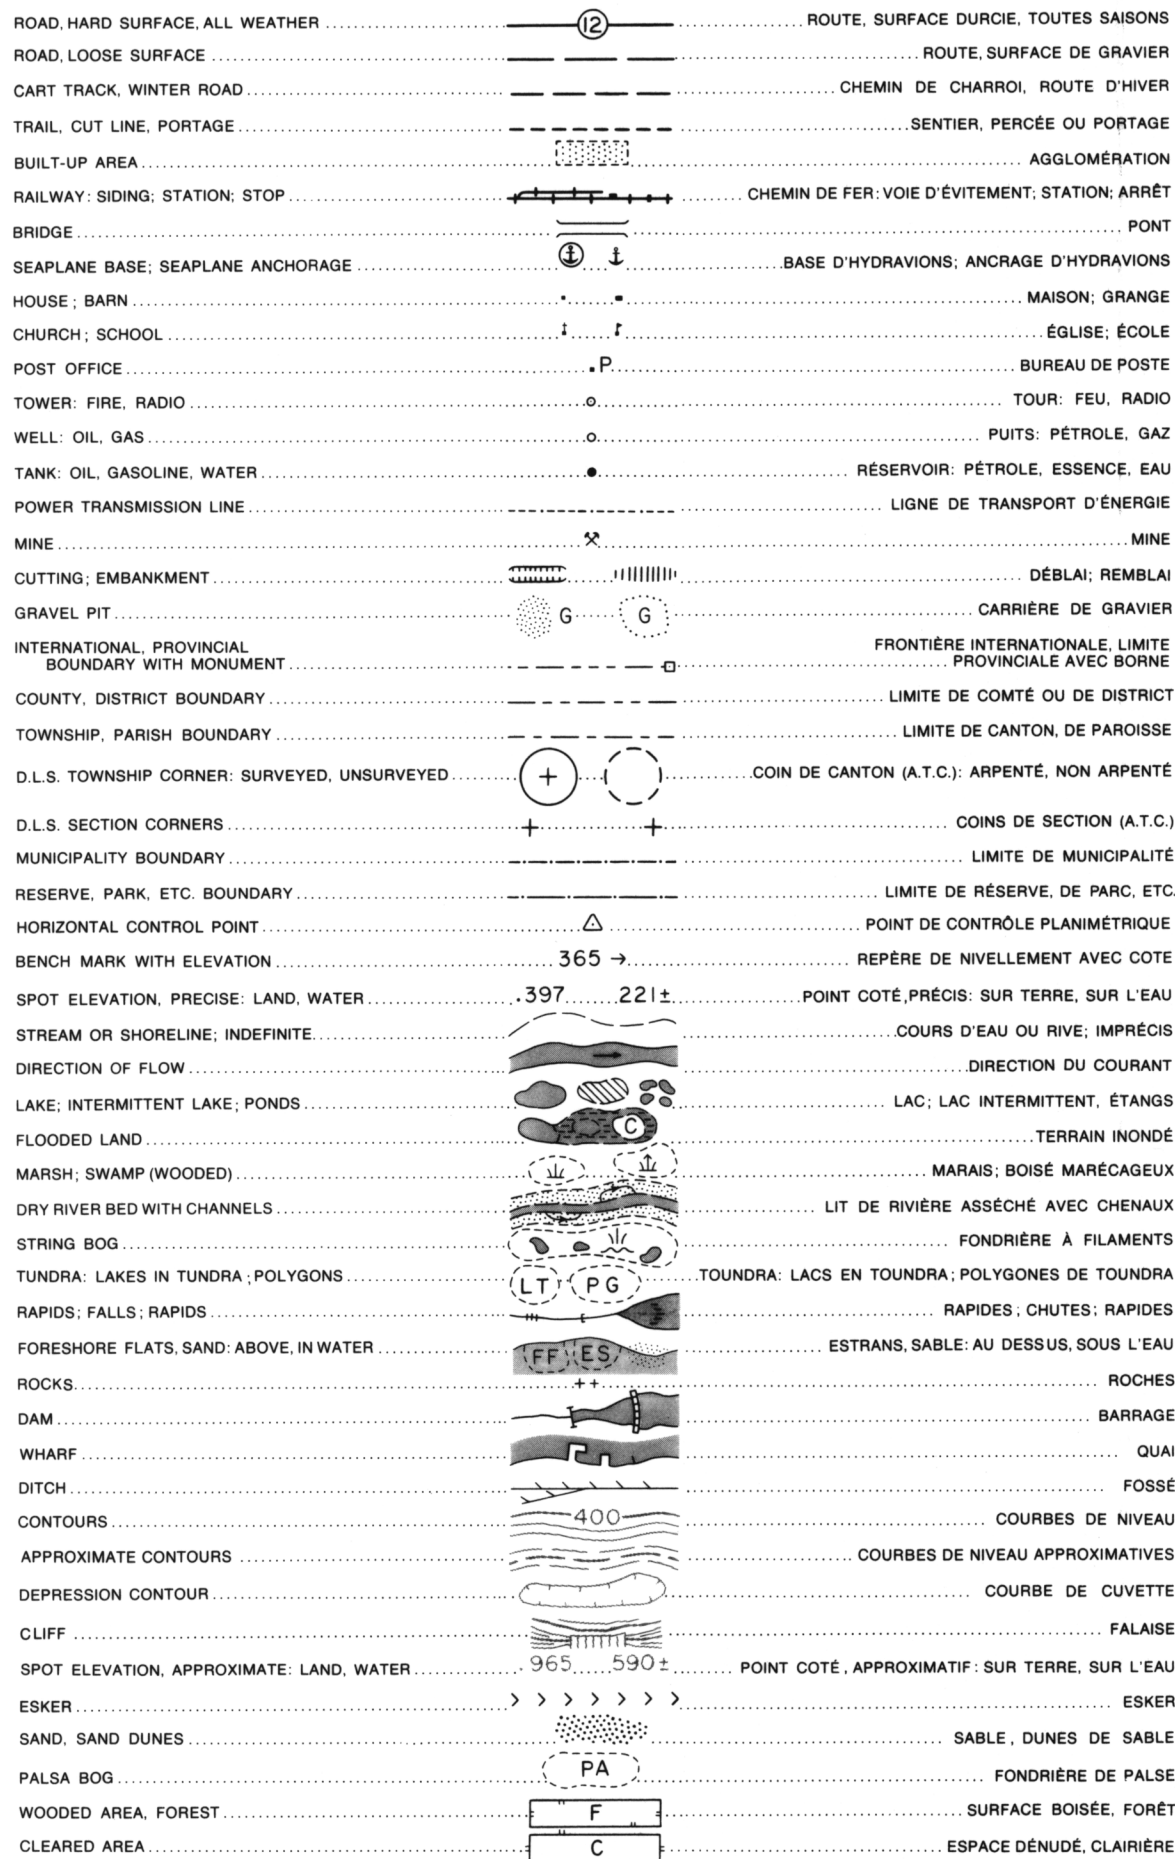 ROAD, HARD SURFACE, ALL WEATHER 12 ROUTE, SURFACE DURCIE, TOUTES SAISONS
ROAD, LOOSE SURFACE ROUTE, SURFACE DE GRAVIER
CART TRACK, WINTER ROAD CHEMIN DE CHARROI, ROUTE D'HIVER
TRAIL, CUT LINE, PORTAGE SENTIER, PERCÉE OU PORTAGE
BUILT-UP AREA AGGLOMÉRATION
RAILWAY: SIDING; STATION; STOP CHEMIN DE FER: VOIE D'ÉVITEMENT; STATION; ARRÊT
BRIDGE PONT
SEAPLANE BASE; SEAPLANE ANCHORAGE BASE D'HYDRAVIONS; ANCRAGE D'HYDRAVIONS
HOUSE; BARN MAISON; GRANGE
CHURCH; SCHOOL ÉGLISE; ÉCOLE
POST OFFICE P BUREAU DE POSTE
TOWER: FIRE, RADIO TOUR: FEU, RADIO
WELL: OIL, GAS PUITS: PÉTROLE, GAZ
TANK: OIL, GASOLINE, WATER RÉSERVOIR: PÉTROLE, ESSENCE, EAU
POWER TRANSMISSION LINE LIGNE DE TRANSPORT D'ÉNERGIE
MINE MINE
CUTTING; EMBANKMENT DÉBLAI; REMBLAI
GRAVEL PIT G G CARRIÈRE DE GRAVIER
INTERNATIONAL, PROVINCIAL FRONTIÈRE INTERNATIONALE, LIMITE
BOUNDARY WITH MONUMENT PROVINCIALE AVEC BORNE
COUNTY, DISTRICT BOUNDARY LIMITE DE COMTÉ OU DE DISTRICT
TOWNSHIP, PARISH BOUNDARY LIMITE DE CANTON, DE PAROISSE
D.L.S. TOWNSHIP CORNER: SURVEYED, UNSURVEYED COIN DE CANTON (A.T.C.): ARPENTÉ, NON ARPENTÉ
D.L.S. SECTION CORNERS COINS DE SECTION (A.T.C.)
MUNICIPALITY BOUNDARY LIMITE DE MUNICIPALITÉ
RESERVE, PARK, ETC. BOUNDARY LIMITE DE RÉSERVE, DE PARC, ETC.
HORIZONTAL CONTROL POINT POINT DE CONTRÔLE PLANIMÉTRIQUE
BENCH MARK WITH ELEVATION 365 → REPÈRE DE NIVELLEMENT AVEC COTE
SPOT ELEVATION, PRECISE: LAND, WATER .397 221± POINT COTÉ, PRÉCIS: SUR TERRE, SUR L'EAU
STREAM OR SHORELINE; INDEFINITE COURS D'EAU OU RIVE; IMPRÉCIS
DIRECTION OF FLOW DIRECTION DU COURANT
LAKE; INTERMITTENT LAKE; PONDS LAC; LAC INTERMITTENT, ÉTANGS
FLOODED LAND C TERRAIN INONDÉ
MARSH; SWAMP (WOODED) MARAIS; BOISÉ MARÉCAGEUX
DRY RIVER BED WITH CHANNELS LIT DE RIVIÈRE ASSÉCHÉ AVEC CHENAUX
STRING BOG FONDRIÈRE À FILAMENTS
TUNDRA: LAKES IN TUNDRA; POLYGONS LT PG TOUNDRA: LACS EN TOUNDRA; POLYGONES DE TOUNDRA
RAPIDS; FALLS; RAPIDS RAPIDES; CHUTES; RAPIDES
FORESHORE FLATS, SAND: ABOVE, IN WATER FF ES ESTRANS, SABLE: AU DESSUS, SOUS L'EAU
ROCKS ROCHES
DAM BARRAGE
WHARF QUAI
DITCH FOSSÉ
CONTOURS 400 COURBES DE NIVEAU
APPROXIMATE CONTOURS COURBES DE NIVEAU APPROXIMATIVES
DEPRESSION CONTOUR COURBE DE CUVETTE
CLIFF FALAISE
SPOT ELEVATION, APPROXIMATE: LAND, WATER .965 590± POINT COTÉ, APPROXIMATIF: SUR TERRE, SUR L'EAU
ESKER ESKER
SAND, SAND DUNES SABLE, DUNES DE SABLE
PALSA BOG PA FONDRIÈRE DE PALSE
WOODED AREA, FOREST F SURFACE BOISÉE, FORÊT
CLEARED AREA C ESPACE DÉNUDÉ, CLAIRIÈRE